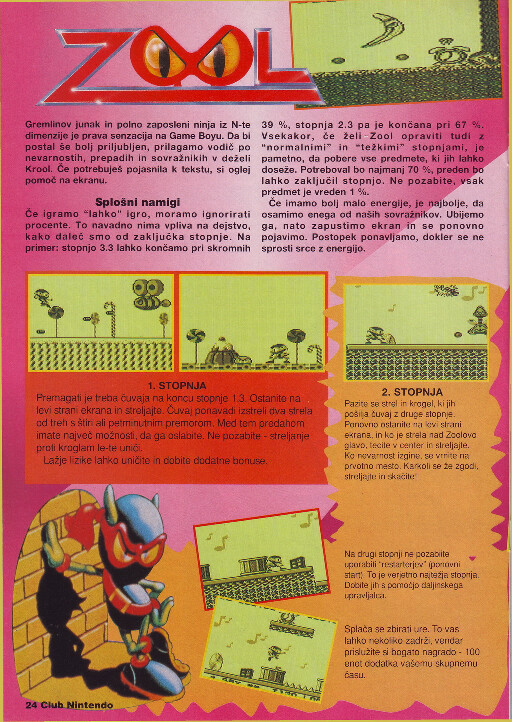 ZOOL
Gremlinov junak in polno zaposleni ninja iz N-te
dimenzije je prava senzacija na Game Boyu. Da bi
postal še bolj priljubljen, prilagamo vodič po
nevarnostih, prepadih in sovražnikih v deželi
Krool. Če potrebuješ pojasnila k tekstu, si oglej
pomoč na ekranu.
Splošni namigi
Če igramo "lahko" igro, moramo ignorirati
procente. To navadno nima vpliva na dejstvo,
kako daleč smo od zaključka stopnje. Na
primer: stopnjo 3.3 lahko končamo pri skromnih
39 %, stopnja 2.3 pa je končana pri 67 %.
Vsekakor, če želi Zool opraviti tudi z
"normalnimi" in "težkimi" stopnjami, je
pametno, da pobere vse predmete, ki jih lahko
doseže. Potreboval bo najmanj 70 %, preden bo
lahko zaključil stopnjo. Ne pozabite, vsak
predmet je vreden 1 %.
Če imamo bolj malo energije, je najbolje, da
osamimo enega od naših sovražnikov. Ubijemo
ga, nato zapustimo ekran in se ponovno
pojavimo. Postopek ponavljamo, dokler se ne
sprosti srce z energijo.
1. STOPNJA
Premagati je treba čuvaja na koncu stopnje 1.3. Ostanite na
levi strani ekrana in streljajte. Čuvaj ponavadi izstreli dva strela
od treh s štiri ali petminutnim premorom. Med tem predahom
imate največ možnosti, da ga oslabite. Ne pozabite - streljanje
proti kroglam le-te uniči.
Lažje lizike lahko uničite in dobite dodatne bonuse.
2. STOPNJA
Pazite se strel in krogel, ki jih
pošilja čuvaj z druge stopnje.
Ponovno ostanite na levi strani
ekrana, in ko je strela nad Zoolovo
glavo, tecite v center in streljajte.
Ko nevarnost izgine, se vrnite na
prvotno mesto. Karkoli se že zgodi,
streljajte in skačite!
Na drugi stopnji ne pozabite
uporabiti "restarterjev" (ponovni
start). To je verjetno najtežja stopnja.
Dobite jih s pomočjo daljinskega
upravljalca.
Splača se zbirati ure. To vas
lahko nekoliko zadrži, vendar
prislužite si bogato nagrado - 100
enot dodatka vašemu skupnemu
času.
24 Club Nintendo